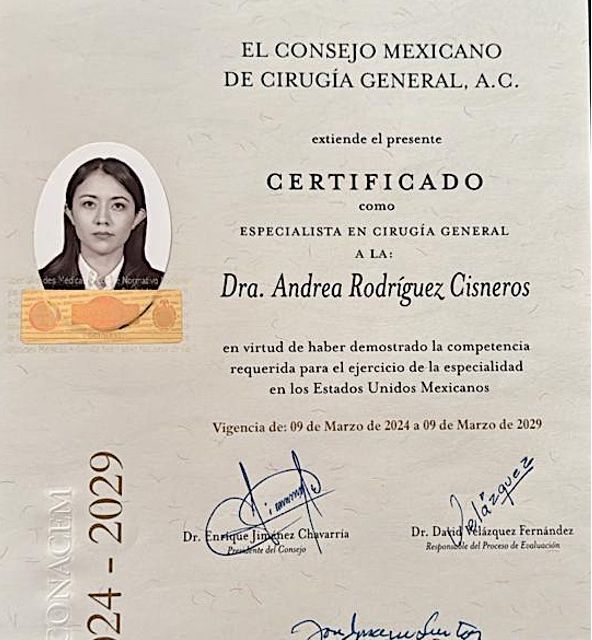 EL CONSEJO MEXICANO
DE CIRUGÍA GENERAL, A.C.
extiende el presente
CERTIFICADO
como
ESPECIALISTA EN CIRUGÍA GENERAL
A LA:
Dra. Andrea Rodríguez Cisneros
en virtud de haber demostrado la competencia
requerida para el ejercicio de la especialidad
en los Estados Unidos Mexicanos
Vigencia de: 09 de Marzo de 2024 a 09 de Marzo de 2029
Velázquez
Dr. Enrique Jiménez Chavarría
Presidente del Consejo
Dr. David Velázquez Fernández
Responsable del Proceso de Evaluación
CONACEM
24 - 2029